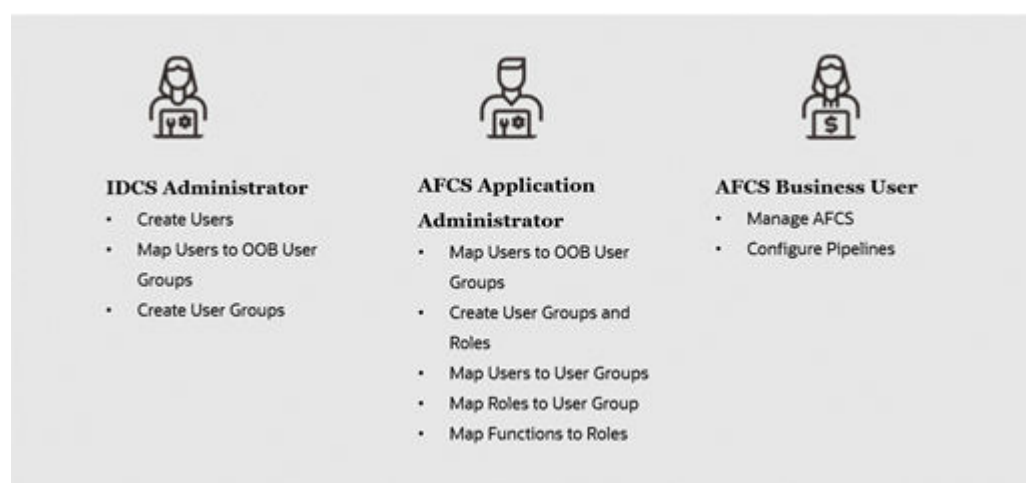 IDCS Administrator
• Create Users
• Map Users to OOB User
Groups
• Create User Groups
AFCS Application
Administrator
• Map Users to OOB User
Groups
• Create User Groups and
Roles
• Map Users to User Groups
• Map Roles to User Group
• Map Functions to Roles
$
AFCS Business User
• Manage AFCS
• Configure Pipelines